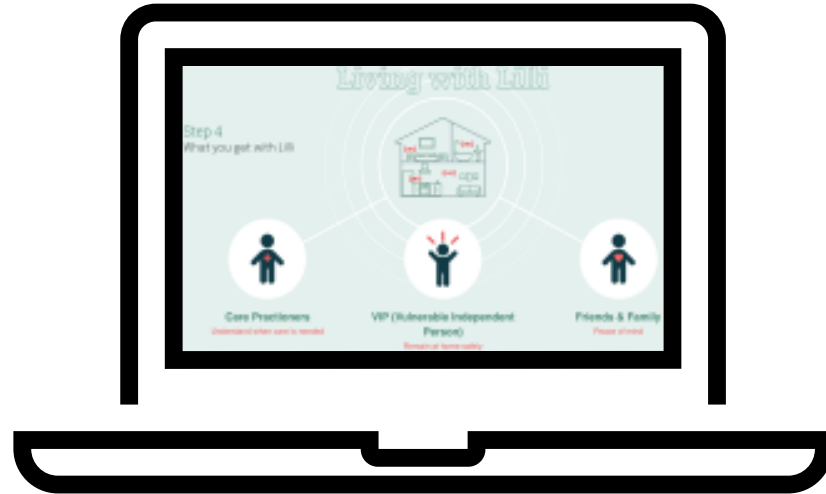 Living with Lilli
Step 4
What you get with Lilli
Care Practioners
Understand when care is needed
VIP (Vulnerable Independent
Person)
Remain at home safely
Friends & Family
Peace of mind